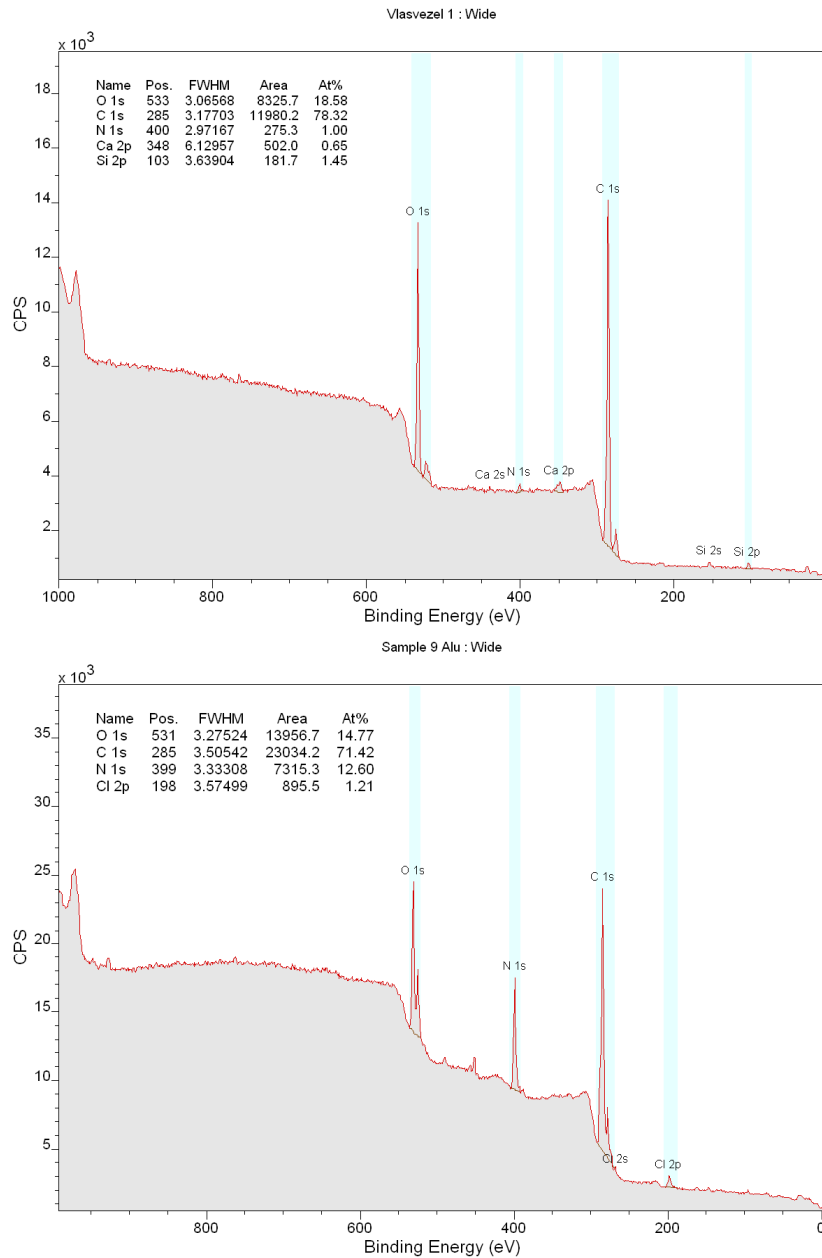 Vlasvezel 1 : Wide
x 10³
Name Pos. FWHM Area At%
O 1s 533 3.06568 8325.7 18.58
C 1s 285 3.17703 11980.2 78.32
N 1s 400 2.97167 275.3 1.00
Ca 2p 348 6.12957 502.0 0.65
Si 2p 103 3.63904 181.7 1.45
18
16
14
12
10
8
6
4
2
CPS
O 1s
C 1s
Ca 2s
N 1s
Ca 2p
Si 2s
Si 2p
1000 800 600 400 200
Binding Energy (eV)
Sample 9 Alu : Wide
x 10³
Name Pos. FWHM Area At%
O 1s 531 3.27524 13956.7 14.77
C 1s 285 3.50542 23034.2 71.42
N 1s 399 3.33308 7315.3 12.60
Cl 2p 198 3.57499 895.5 1.21
35
30
25
20
15
10
5
CPS
O 1s
C 1s
N 1s
Cl 2s
Cl 2p
800 600 400 200 0
Binding Energy (eV)